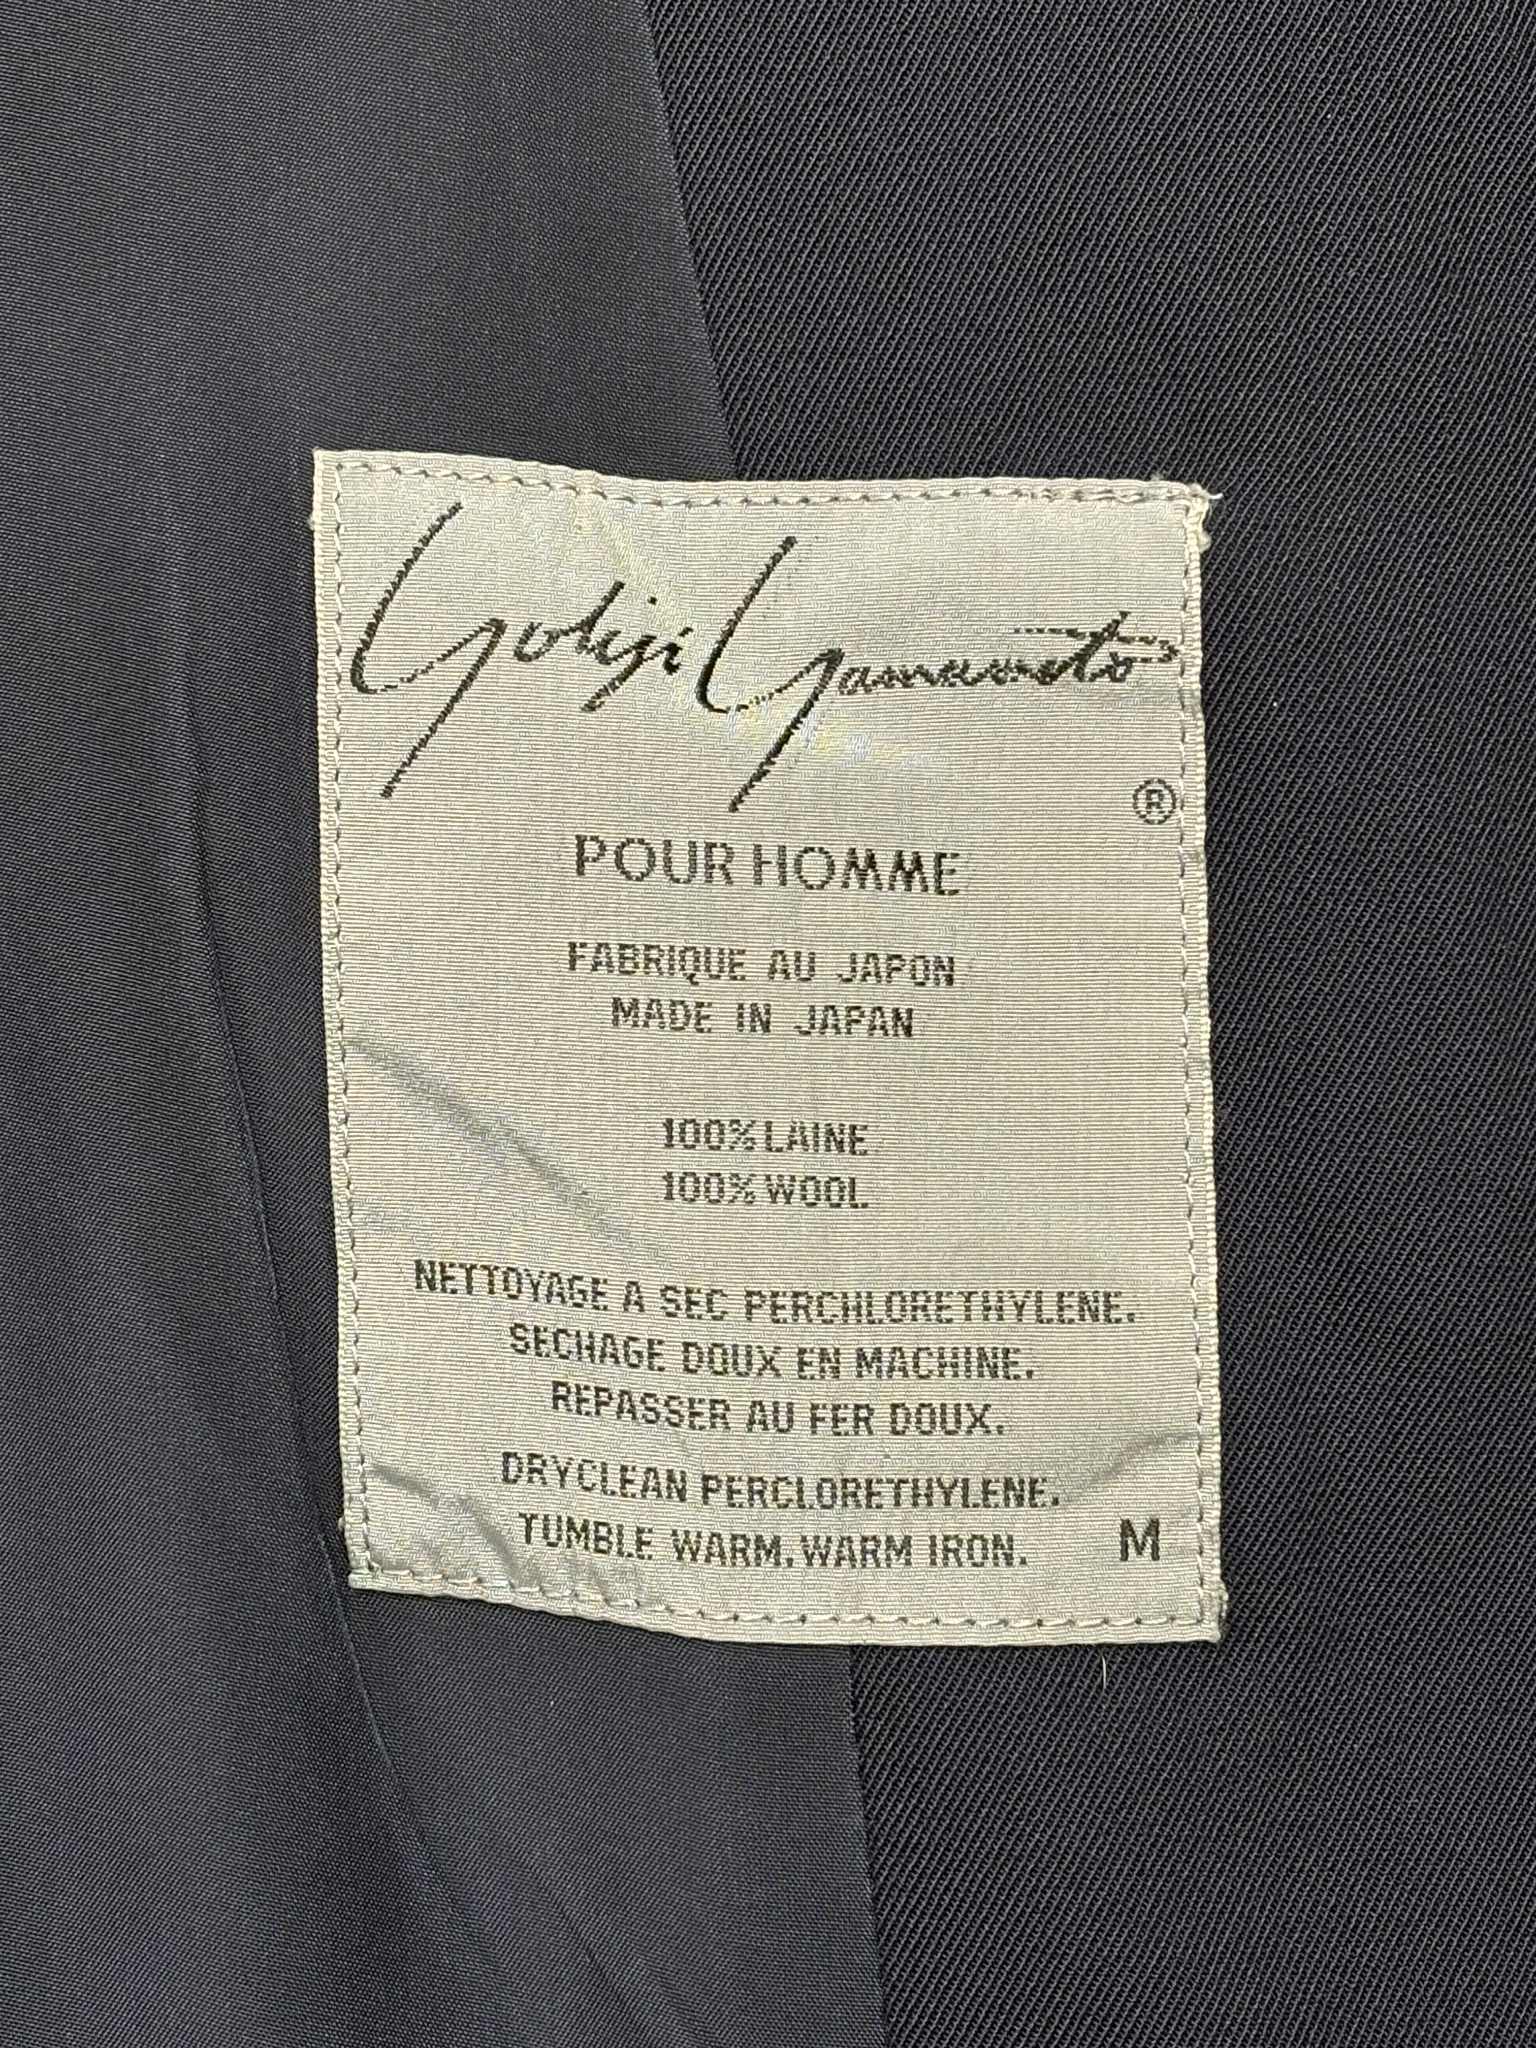 Yohji Yamamoto
®
POUR HOMME
FABRIQUE AU JAPON
MADE IN JAPAN
100% LAINE
100% WOOL
NETTOYAGE A SEC PERCHLORETHYLENE.
SECHAGE DOUX EN MACHINE.
REPASSER AU FER DOUX.
DRYCLEAN PERCLORETHYLENE.
TUMBLE WARM. WARM IRON. M